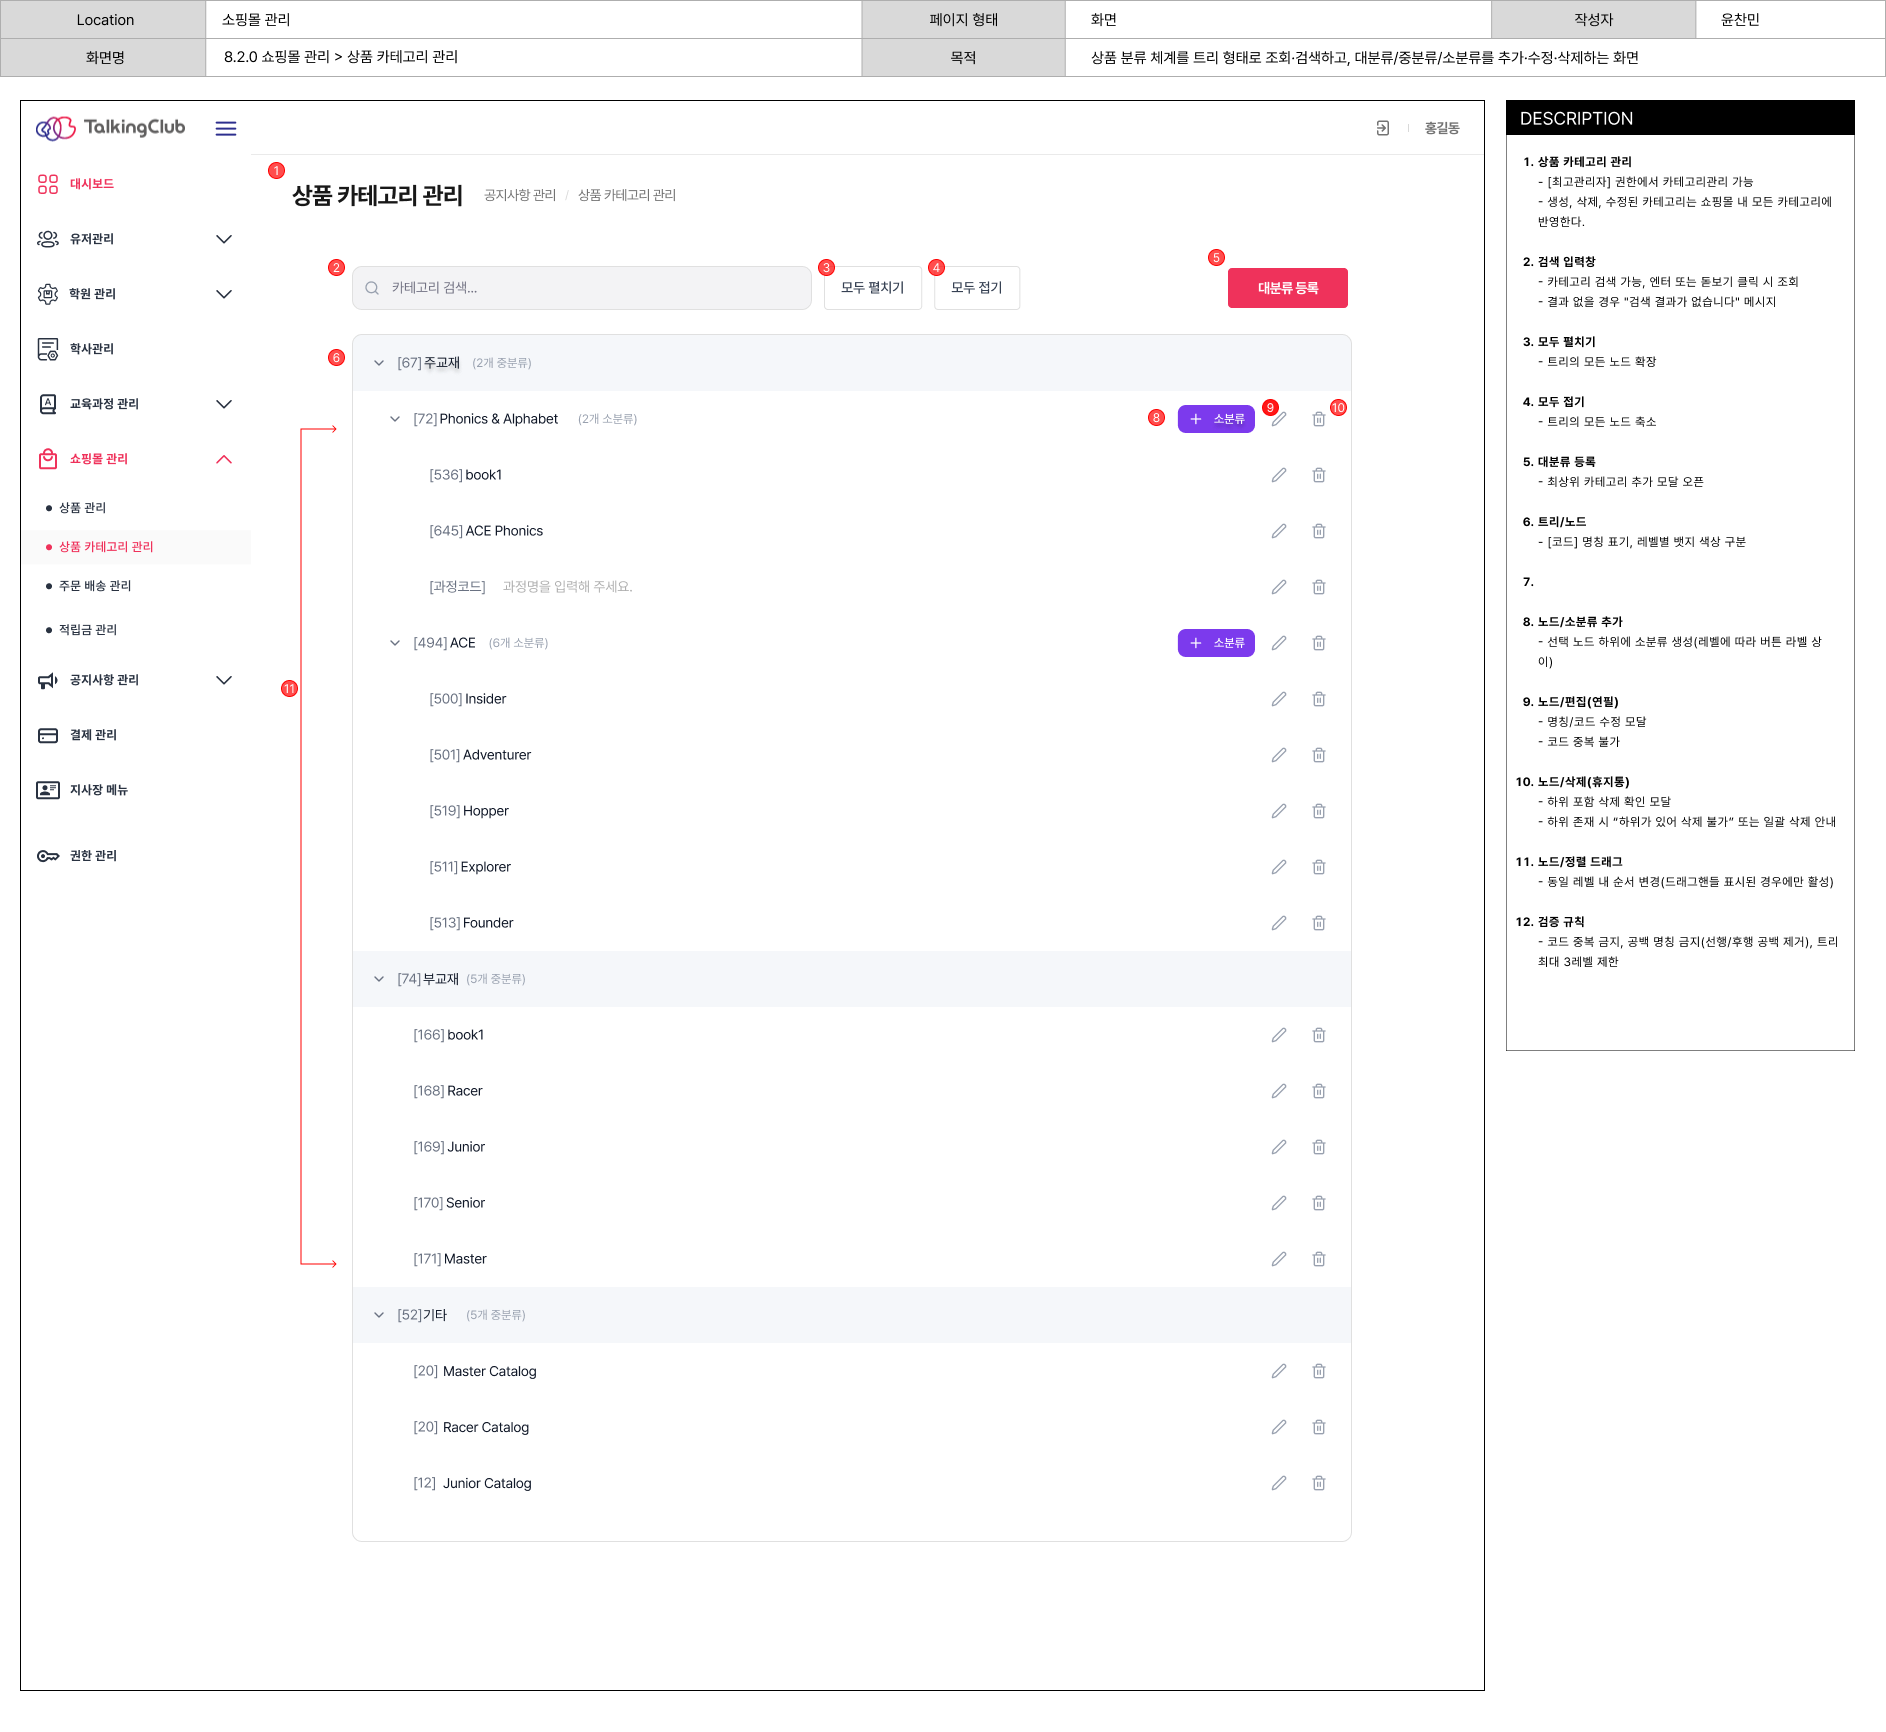 Location
쇼핑몰 관리
페이지 형태
화면
작성자
윤찬민
화면명
8.2.0 쇼핑몰 관리 > 상품 카테고리 관리
목적
상품 분류 체계를 트리 형태로 조회·검색하고, 대분류/중분류/소분류를 추가·수정·삭제하는 화면
TalkingClub
홍길동
대시보드
유저관리
학원 관리
학사관리
교육과정 관리
쇼핑몰 관리
상품 관리
상품 카테고리 관리
주문 배송 관리
적립금 관리
공지사항 관리
결제 관리
지사장 메뉴
권한 관리
1
상품 카테고리 관리
공지사항 관리 / 상품 카테고리 관리
2
카테고리 검색...
3
모두 펼치기
4
모두 접기
5
대분류 등록
6
[67] 주교재 (2개 중분류)
[72] Phonics & Alphabet (2개 소분류)
8
+ 소분류
9
10
[536] book1
[645] ACE Phonics
[과정코드] 과정명을 입력해 주세요.
[494] ACE (6개 소분류)
+ 소분류
11
[500] Insider
[501] Adventurer
[519] Hopper
[511] Explorer
[513] Founder
[74] 부교재 (5개 중분류)
[166] book1
[168] Racer
[169] Junior
[170] Senior
[171] Master
[52] 기타 (5개 중분류)
[20] Master Catalog
[20] Racer Catalog
[12] Junior Catalog
DESCRIPTION
1. 상품 카테고리 관리
- [최고관리자] 권한에서 카테고리관리 가능
- 생성, 삭제, 수정된 카테고리는 쇼핑몰 내 모든 카테고리에
반영한다.
2. 검색 입력창
- 카테고리 검색 가능, 엔터 또는 돋보기 클릭 시 조회
- 결과 없을 경우 "검색 결과가 없습니다" 메시지
3. 모두 펼치기
- 트리의 모든 노드 확장
4. 모두 접기
- 트리의 모든 노드 축소
5. 대분류 등록
- 최상위 카테고리 추가 모달 오픈
6. 트리/노드
- [코드] 명칭 표기, 레벨별 뱃지 색상 구분
7.
8. 노드/소분류 추가
- 선택 노드 하위에 소분류 생성(레벨에 따라 버튼 라벨 상
이)
9. 노드/편집(연필)
- 명칭/코드 수정 모달
- 코드 중복 불가
10. 노드/삭제(휴지통)
- 하위 포함 삭제 확인 모달
- 하위 존재 시 “하위가 있어 삭제 불가” 또는 일괄 삭제 안내
11. 노드/정렬 드래그
- 동일 레벨 내 순서 변경(드래그핸들 표시된 경우에만 활성)
12. 검증 규칙
- 코드 중복 금지, 공백 명칭 금지(선행/후행 공백 제거), 트리
최대 3레벨 제한